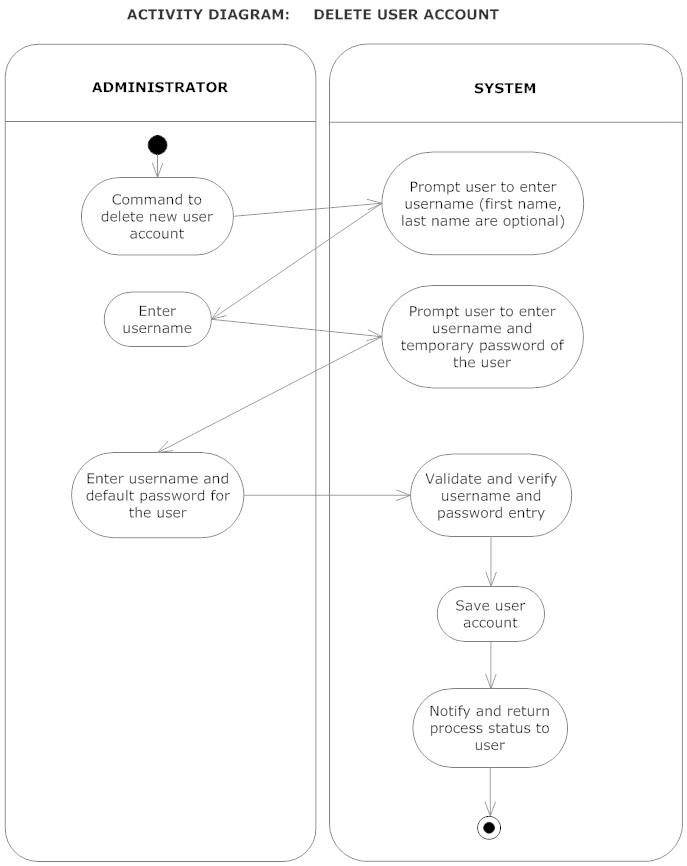 ACTIVITY DIAGRAM: DELETE USER ACCOUNT
ADMINISTRATOR
SYSTEM
Command to
delete new user
account
Prompt user to enter
username (first name,
last name are optional)
Enter
username
Prompt user to enter
username and
temporary password of
the user
Enter username and
default password for
the user
Validate and verify
username and
password entry
Save user
account
Notify and return
process status to
user